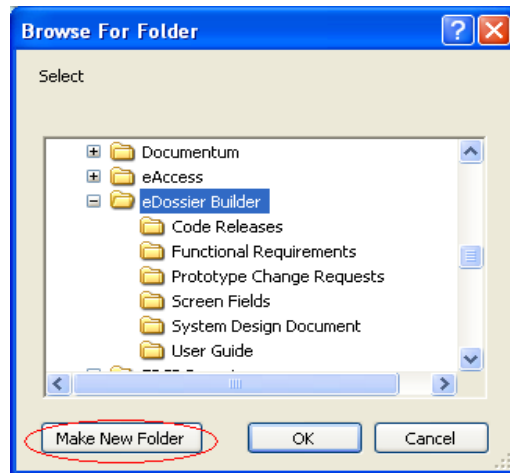 Browse For Folder
Select
Documentum
eAccess
eDossier Builder
Code Releases
Functional Requirements
Prototype Change Requests
Screen Fields
System Design Document
User Guide
Make New Folder
OK
Cancel